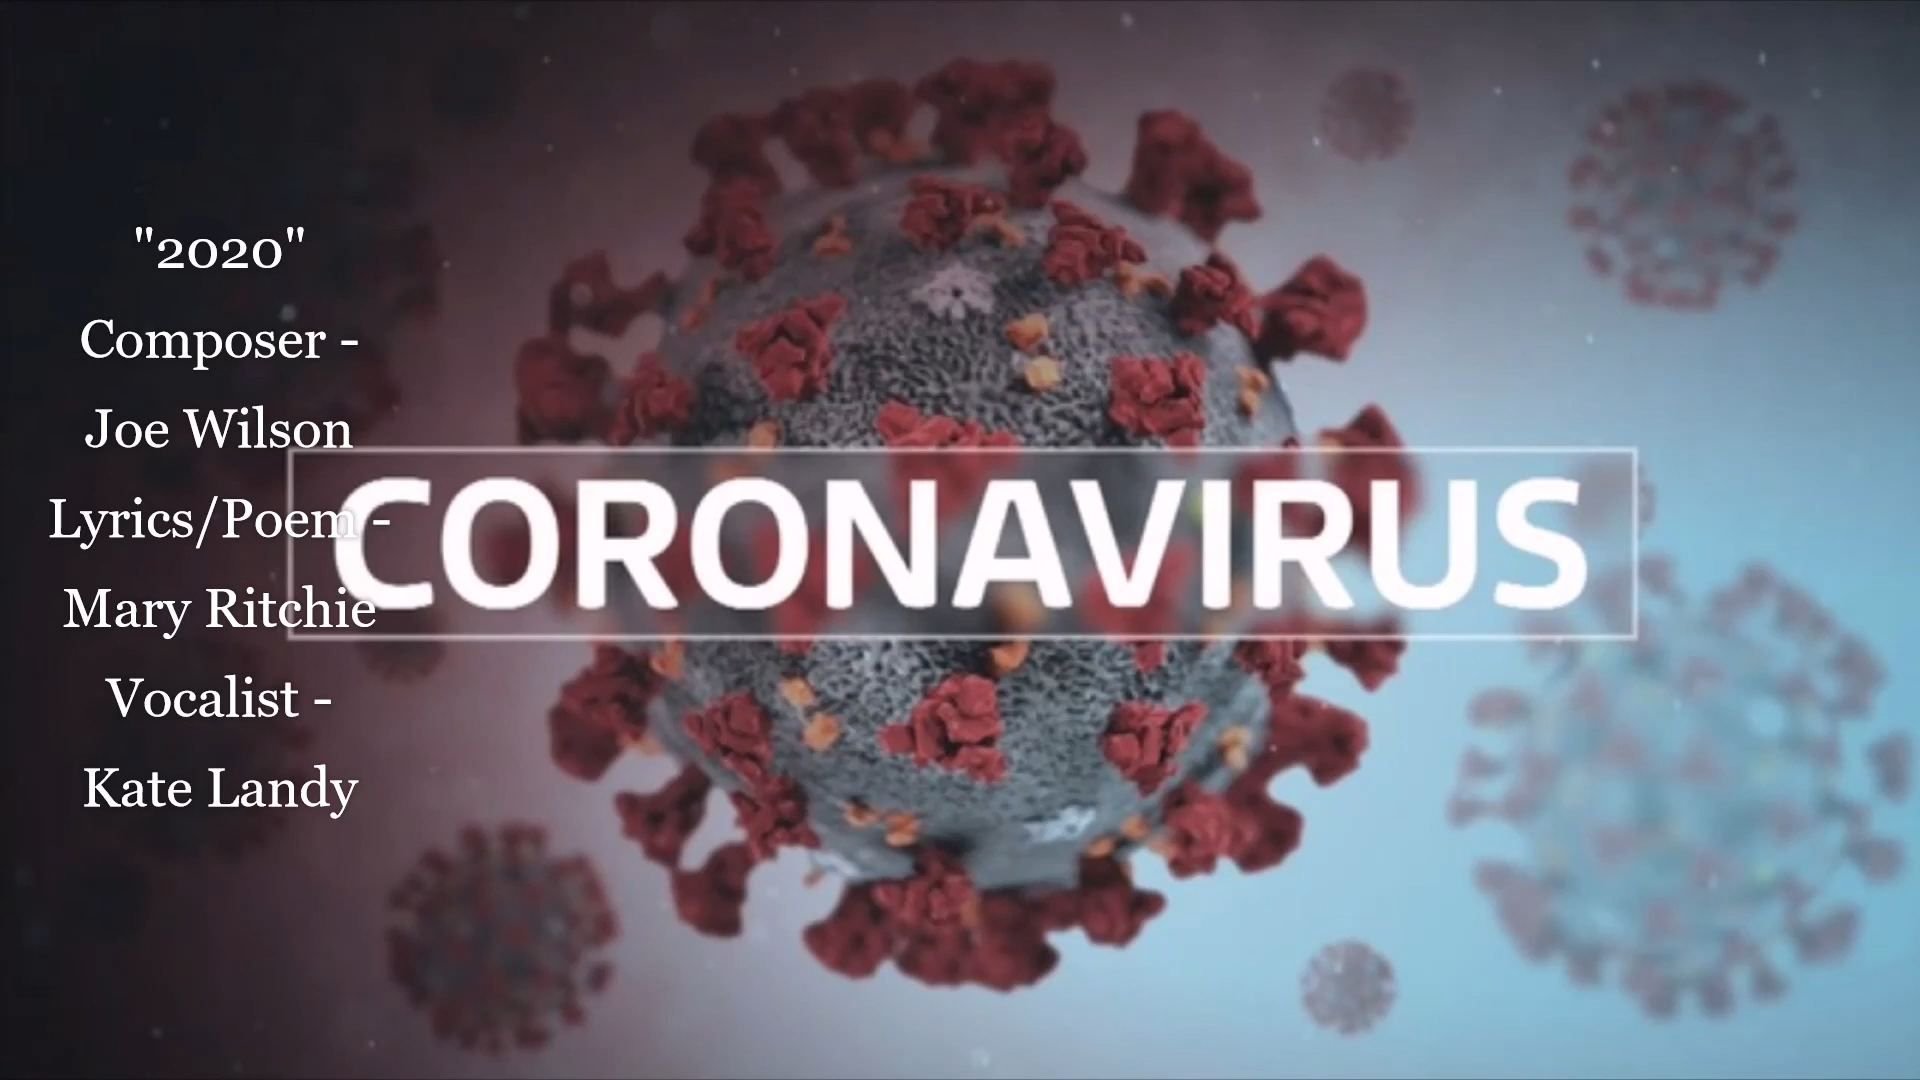 "2020"
Composer -
Joe Wilson
Lyrics/Poem -
Mary Ritchie
Vocalist -
Kate Landy
CORONAVIRUS